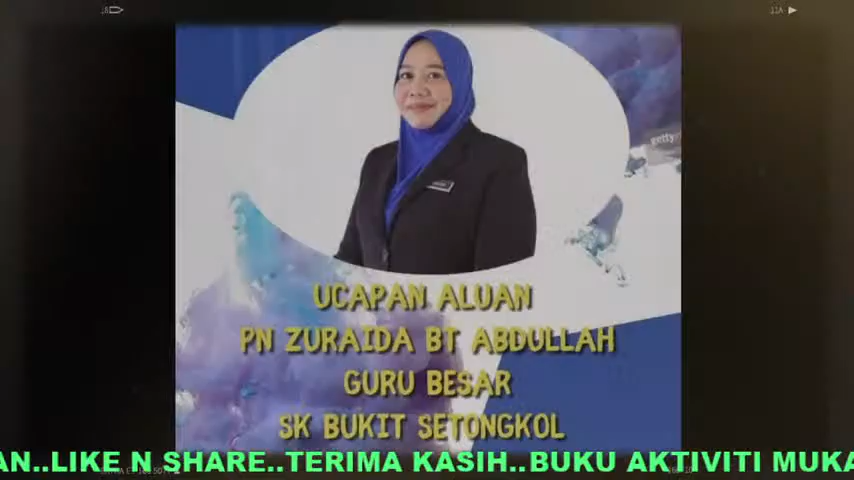 getty
UCAPAN ALUAN
PN ZURAIDA BT ABDULLAH
GURU BESAR
SK BUKIT SETONGKOL
AN..LIKE N SHARE..TERIMA KASIH..BUKU AKTIVITI MUKA